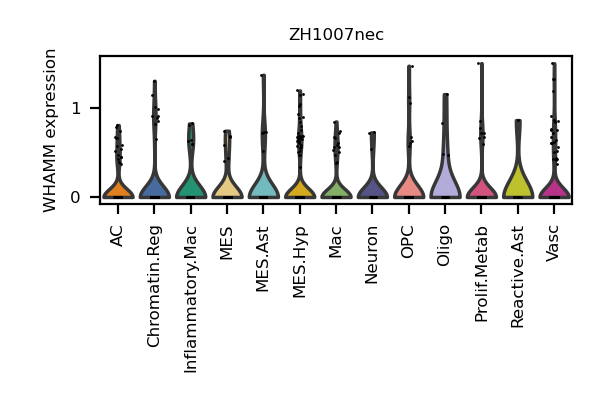 ZH1007nec
WHAMM expression
1
0
AC
Chromatin.Reg
Inflammatory.Mac
MES
MES.Ast
MES.Hyp
Mac
Neuron
OPC
Oligo
Prolif.Metab
Reactive.Ast
Vasc